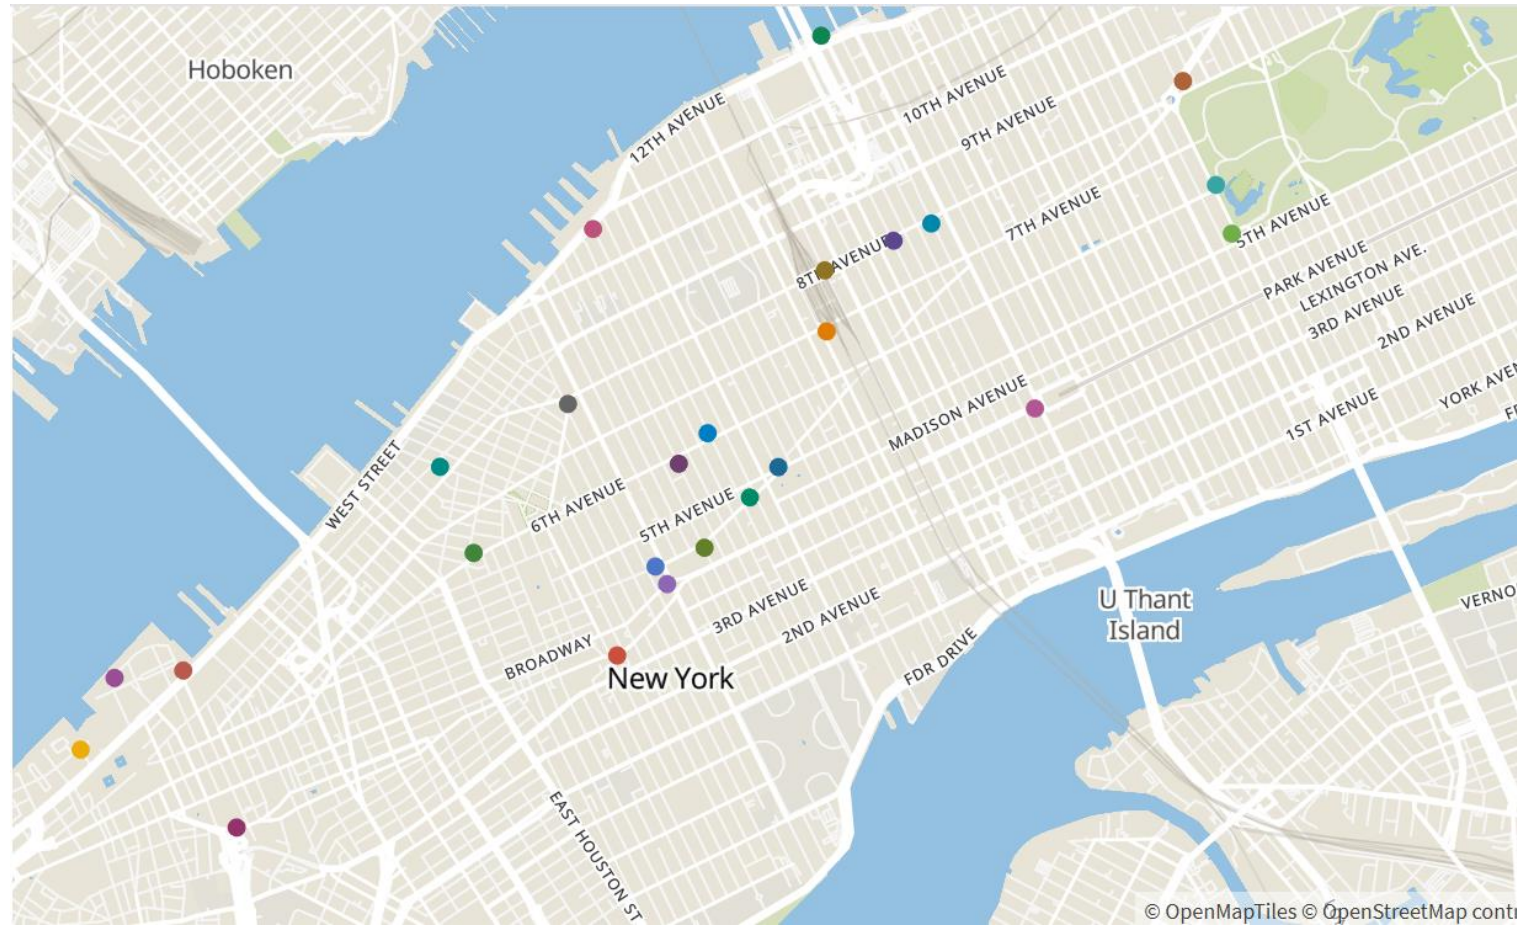 Hoboken
12TH AVENUE
10TH AVENUE
9TH AVENUE
7TH AVENUE
5TH AVENUE
8TH AVENUE
PARK AVENUE
LEXINGTON AVE.
3RD AVENUE
2ND AVENUE
YORK AVEN
1ST AVENUE
MADISON AVENUE
WEST STREET
6TH AVENUE
5TH AVENUE
3RD AVENUE
2ND AVENUE
BROADWAY
New York
FDR DRIVE
U Thant
Island
VERNO
EAST HOUSTON ST
© OpenMapTiles © OpenStreetMap contr